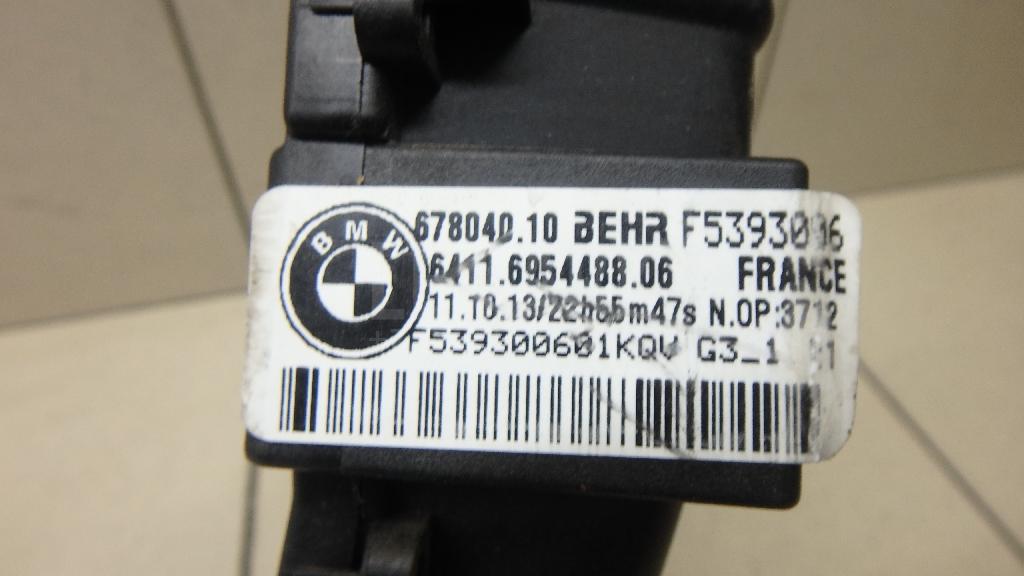 BMW
678040.10 BEHR F5393006
6411.6954488.06 FRANCE
11.10.13/22h55m47s N.OP:3712
F539300601KQV G3_1